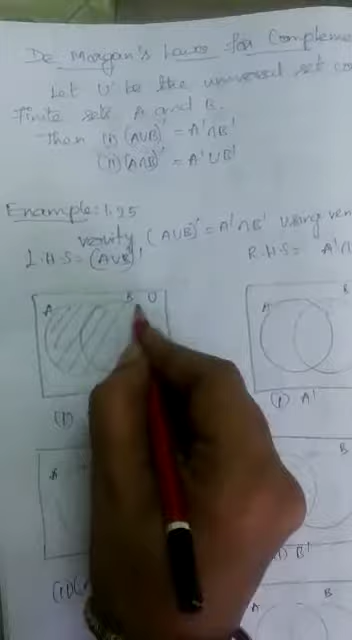 De Morgan's Laws for Compleme
Let U be the universal set co
Finite sets A and B.
Then (i) (A∪B)' = A'∩B'
(ii) (A∩B)' = A'∪B'
Example: 1.25
verify (A∪B)' = A'∩B' using ven
L.H.S = (A∪B)'
R.H.S = A'∩
A B U
A
(i)
(i) A'
A
B
B'
A B